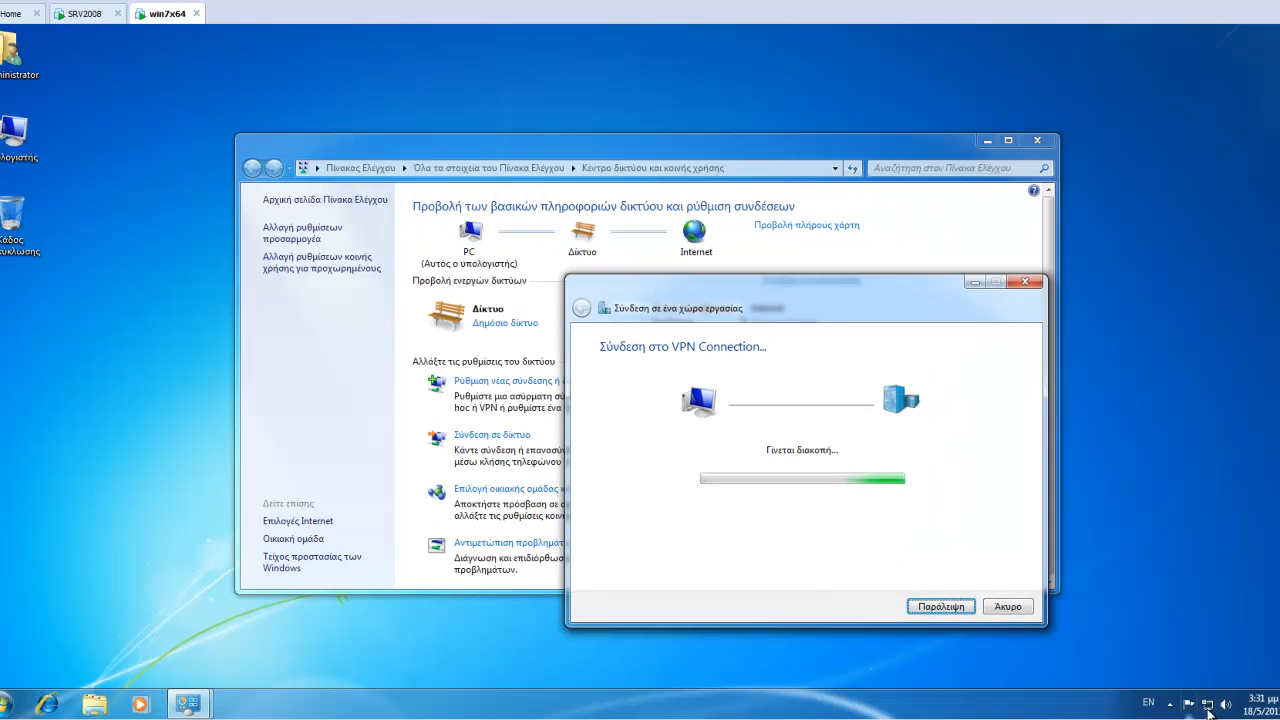 Home
SRV2008
win7x64
ninistrator
ολογιστής
Κάδος
κύκλωσης
Πίνακας Ελέγχου
Όλα τα στοιχεία του Πίνακα Ελέγχου
Κέντρο δικτύου και κοινής χρήσης
Αναζήτηση στον Πίνακα Ελέγχου
Αρχική σελίδα Πίνακα Ελέγχου
Αλλαγή ρυθμίσεων
προσαρμογέα
Αλλαγή ρυθμίσεων κοινής
χρήσης για προχωρημένους
Δείτε επίσης
Επιλογές Internet
Οικιακή ομάδα
Τείχος προστασίας των
Windows
Προβολή των βασικών πληροφοριών δικτύου και ρύθμιση συνδέσεων
Προβολή πλήρους χάρτη
PC
(Αυτός ο υπολογιστής)
Δίκτυο
Internet
Προβολή ενεργών δικτύων
Δίκτυο
Δημόσιο δίκτυο
Αλλάξτε τις ρυθμίσεις του δικτύου
Ρύθμιση νέας σύνδεσης ή δ
Ρυθμίστε μια ασύρματη σύ
hoc ή VPN ή ρυθμίστε ένα
Σύνδεση σε δίκτυο
Κάντε σύνδεση ή επανασύν
μέσω κλήσης τηλεφώνου
Επιλογή οικιακής ομάδας κ
Αποκτήστε πρόσβαση σε α
αλλάξτε τις ρυθμίσεις κοιν
Αντιμετώπιση προβλημάτ
Διάγνωση και επιδιόρθωσ
προβλημάτων.
Σύνδεση σε ένα χώρο εργασίας
Σύνδεση στο VPN Connection...
Γίνεται διακοπή...
Παράλειψη
Άκυρο
EN
3:31 μμ
18/5/201